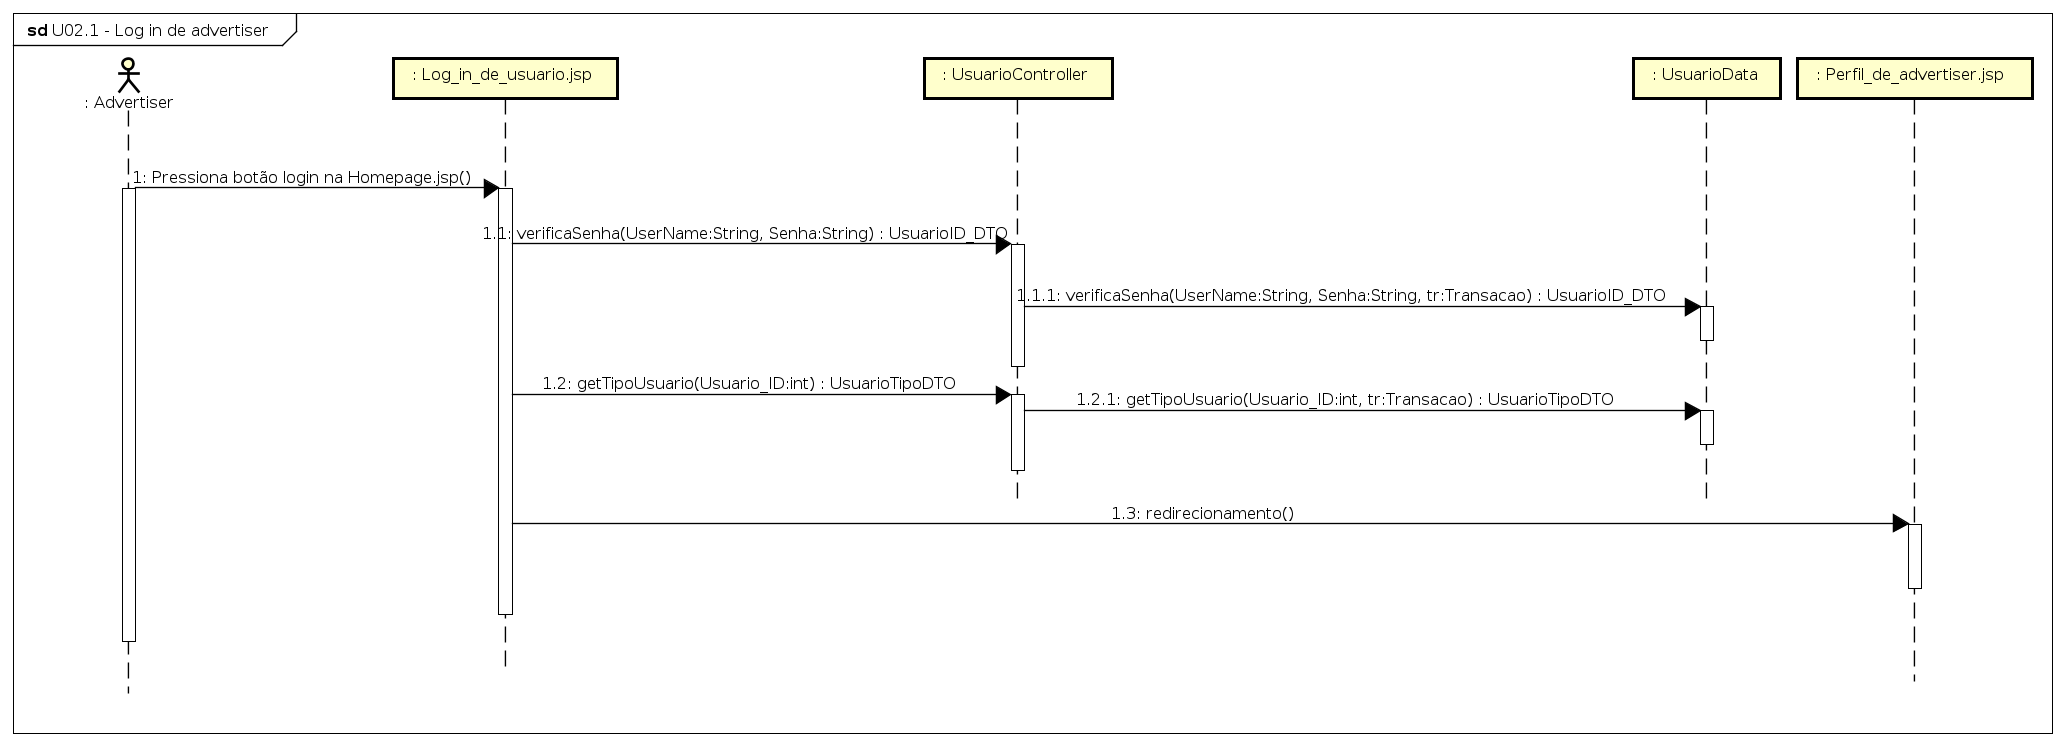 sd U02.1 - Log in de advertiser
: Advertiser
: Log_in_de_usuario.jsp
: UsuarioController
: UsuarioData
: Perfil_de_advertiser.jsp
1: Pressiona botão login na Homepage.jsp()
1.1: verificaSenha(UserName:String, Senha:String) : UsuarioID_DTO
1.1.1: verificaSenha(UserName:String, Senha:String, tr:Transacao) : UsuarioID_DTO
1.2: getTipoUsuario(Usuario_ID:int) : UsuarioTipoDTO
1.2.1: getTipoUsuario(Usuario_ID:int, tr:Transacao) : UsuarioTipoDTO
1.3: redirecionamento()